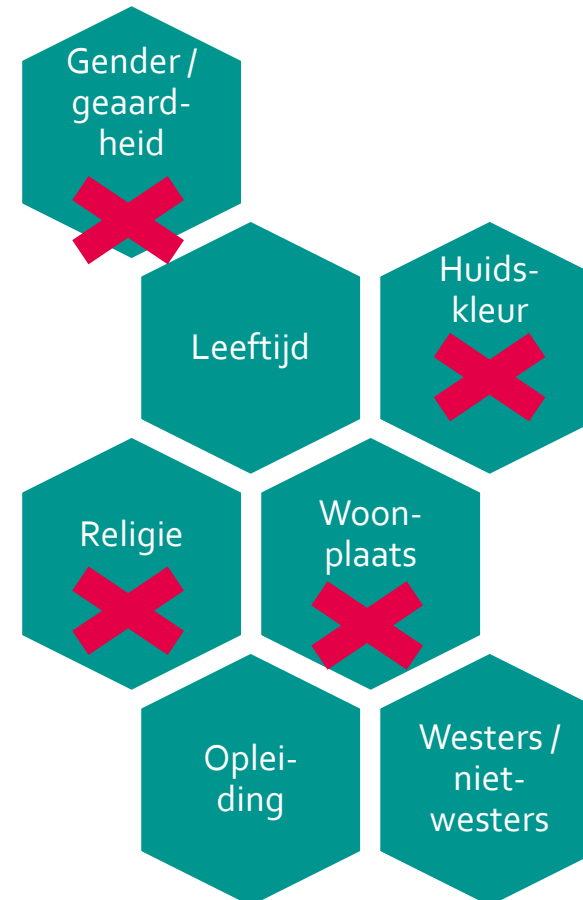 Gender /
geaard-
heid
Leeftijd
Huids-
kleur
Religie
Woon-
plaats
Oplei-
ding
Westers /
niet-
westers